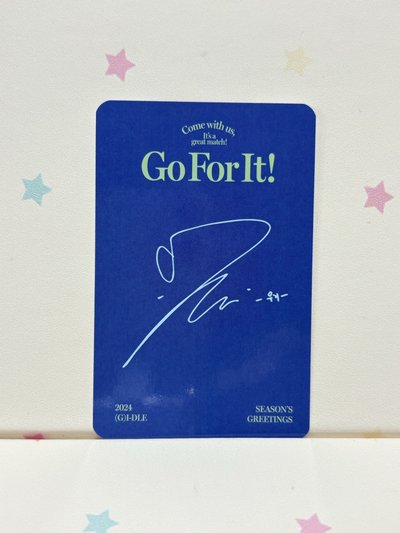 Come with us,
It's a
great match!
Go For It!
2024
(G)I-DLE
SEASON'S
GREETINGS